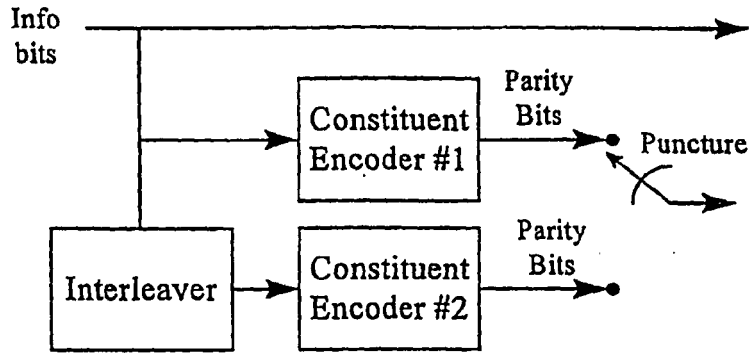 Info
bits
Parity
Bits
Constituent
Encoder #1
Puncture
Parity
Bits
Interleaver
Constituent
Encoder #2